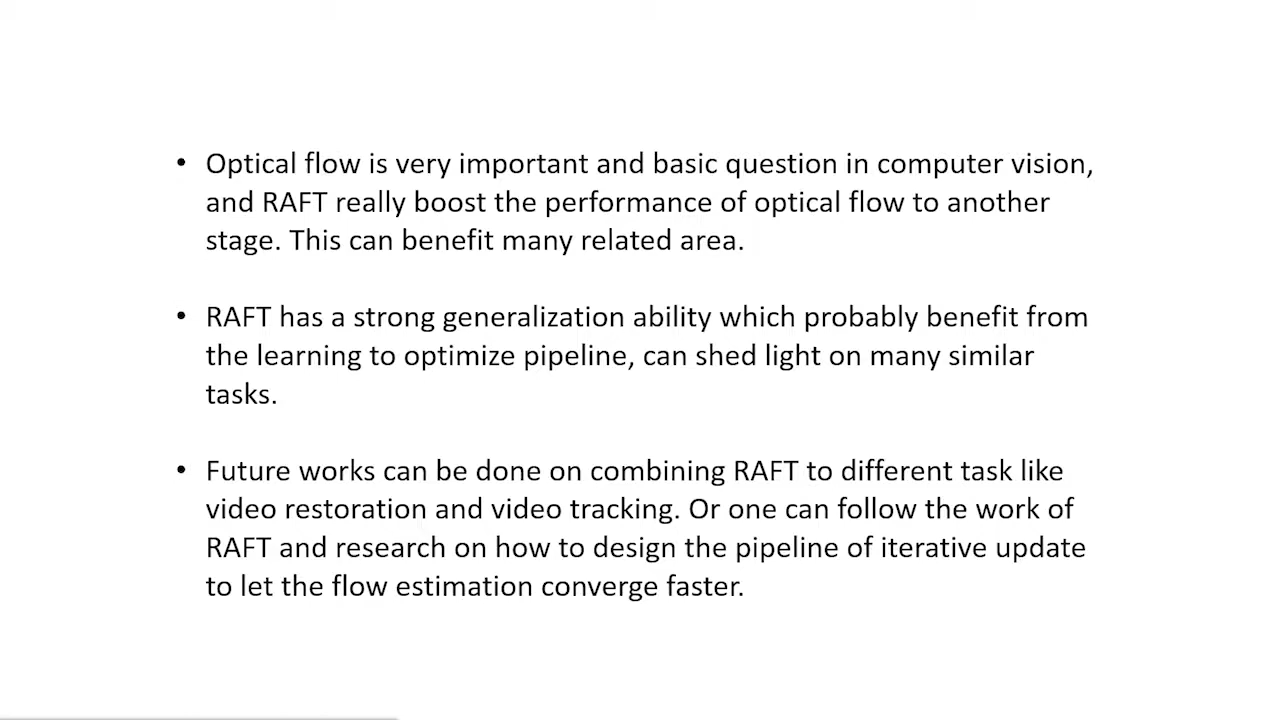 • Optical flow is very important and basic question in computer vision,
and RAFT really boost the performance of optical flow to another
stage. This can benefit many related area.
• RAFT has a strong generalization ability which probably benefit from
the learning to optimize pipeline, can shed light on many similar
tasks.
• Future works can be done on combining RAFT to different task like
video restoration and video tracking. Or one can follow the work of
RAFT and research on how to design the pipeline of iterative update
to let the flow estimation converge faster.